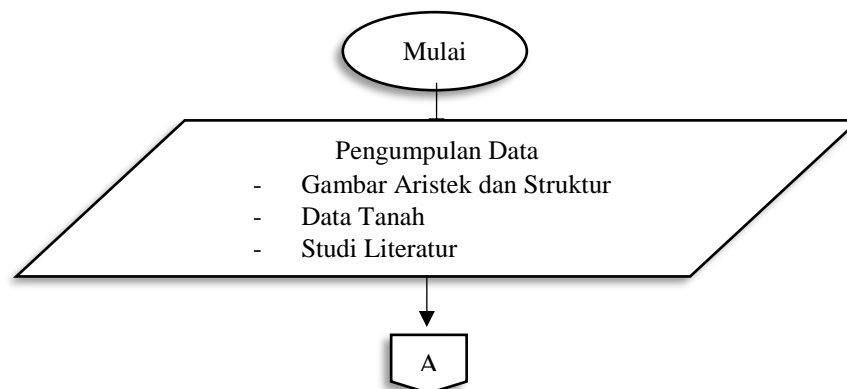 Mulai
Pengumpulan Data
- Gambar Aristek dan Struktur
- Data Tanah
- Studi Literatur
A